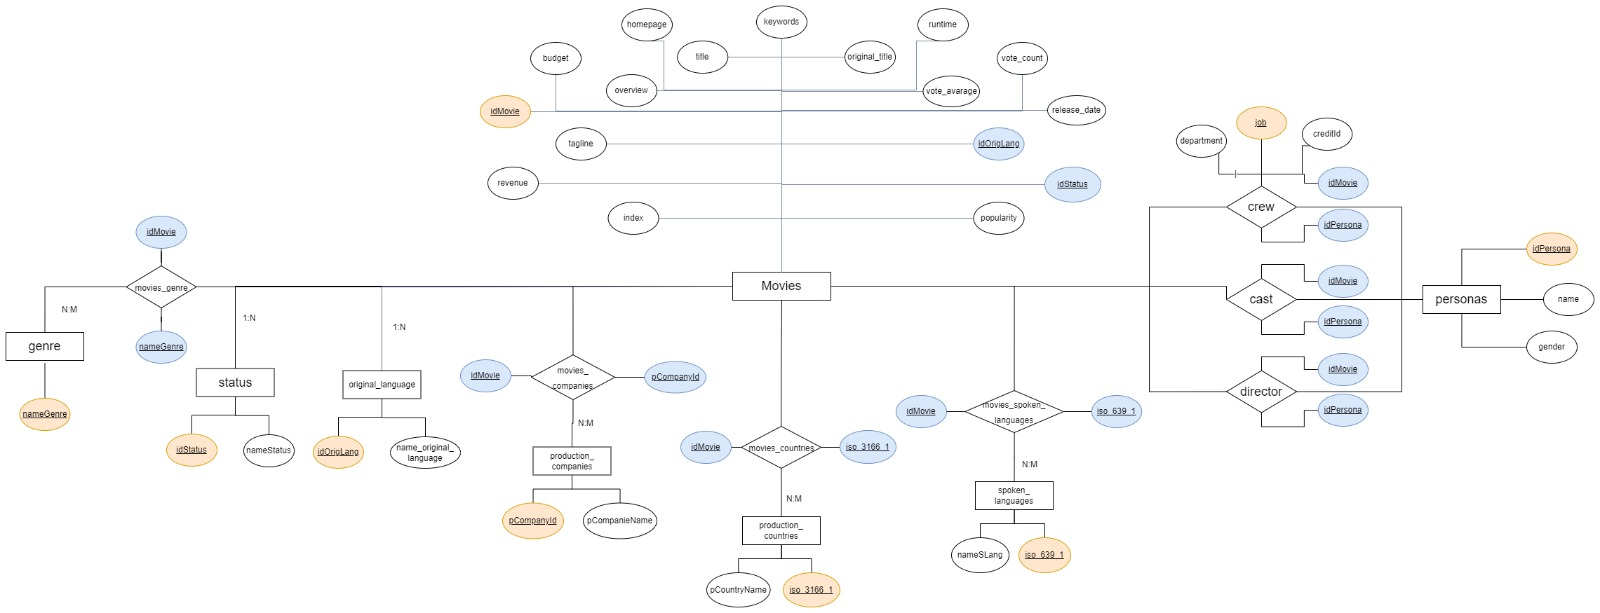 keywords
homepage
runtime
title
original_title
budget
vote_count
overview
vote_avarage
idMovie
release_date
tagline
idOrigLang
revenue
idStatus
index
popularity
Movies
idMovie
movies_genre
N:M
genre
nameGenre
nameGenre
1:N
status
idStatus
nameStatus
1:N
original_language
idOrigLang
name_original_
language
idMovie
movies_
companies
pCompanyId
N:M
production_
companies
pCompanyId
pCompanieName
idMovie
movies_countries
iso_3166_1
N:M
production_
countries
pCountryName
iso_3166_1
idMovie
movies_spoken_
languages
iso_639_1
N:M
spoken_
languages
nameSLang
iso_639_1
job
department
creditId
idMovie
crew
idPersona
idMovie
cast
idPersona
idMovie
director
idPersona
personas
idPersona
name
gender